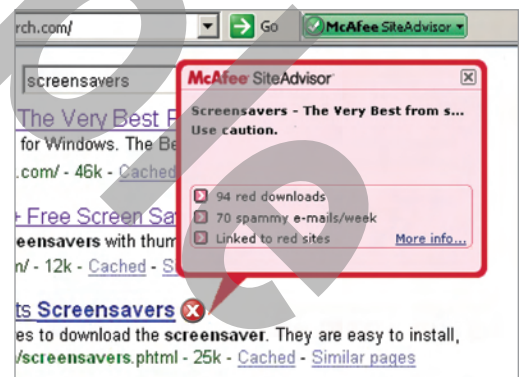 rch.com/ Go McAfee SiteAdvisor
screensavers
McAfee SiteAdvisor
Screensavers - The Very Best from s...
Use caution.
94 red downloads
70 spammy e-mails/week
Linked to red sites More info...
The Very Best P
for Windows. The Be
.com/ - 46k - Cached
Free Screen Sa
eensavers with thum
n/ - 12k - Cached - S
ts Screensavers
es to download the screensaver. They are easy to install,
/screensavers.phtml - 25k - Cached - Similar pages